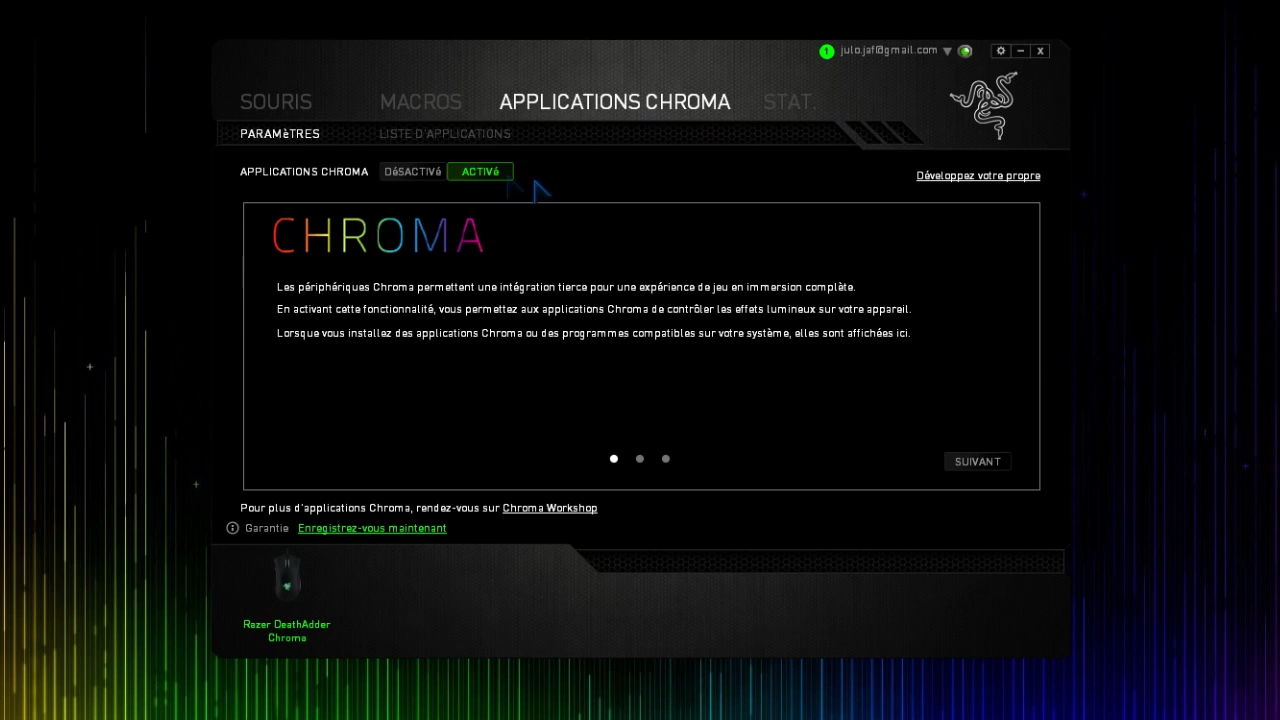 1 julo.jaf@gmail.com
SOURIS MACROS APPLICATIONS CHROMA STAT.
PARAMèTRES LISTE D'APPLICATIONS
APPLICATIONS CHROMA DéSACTIVé ACTIVé
Développez votre propre
CHROMA
Les périphériques Chroma permettent une intégration tierce pour une expérience de jeu en immersion complète.
En activant cette fonctionnalité, vous permettez aux applications Chroma de contrôler les effets lumineux sur votre appareil.
Lorsque vous installez des applications Chroma ou des programmes compatibles sur votre système, elles sont affichées ici.
SUIVANT
Pour plus d'applications Chroma, rendez-vous sur Chroma Workshop
Garantie Enregistrez-vous maintenant
Razer DeathAdder
Chroma